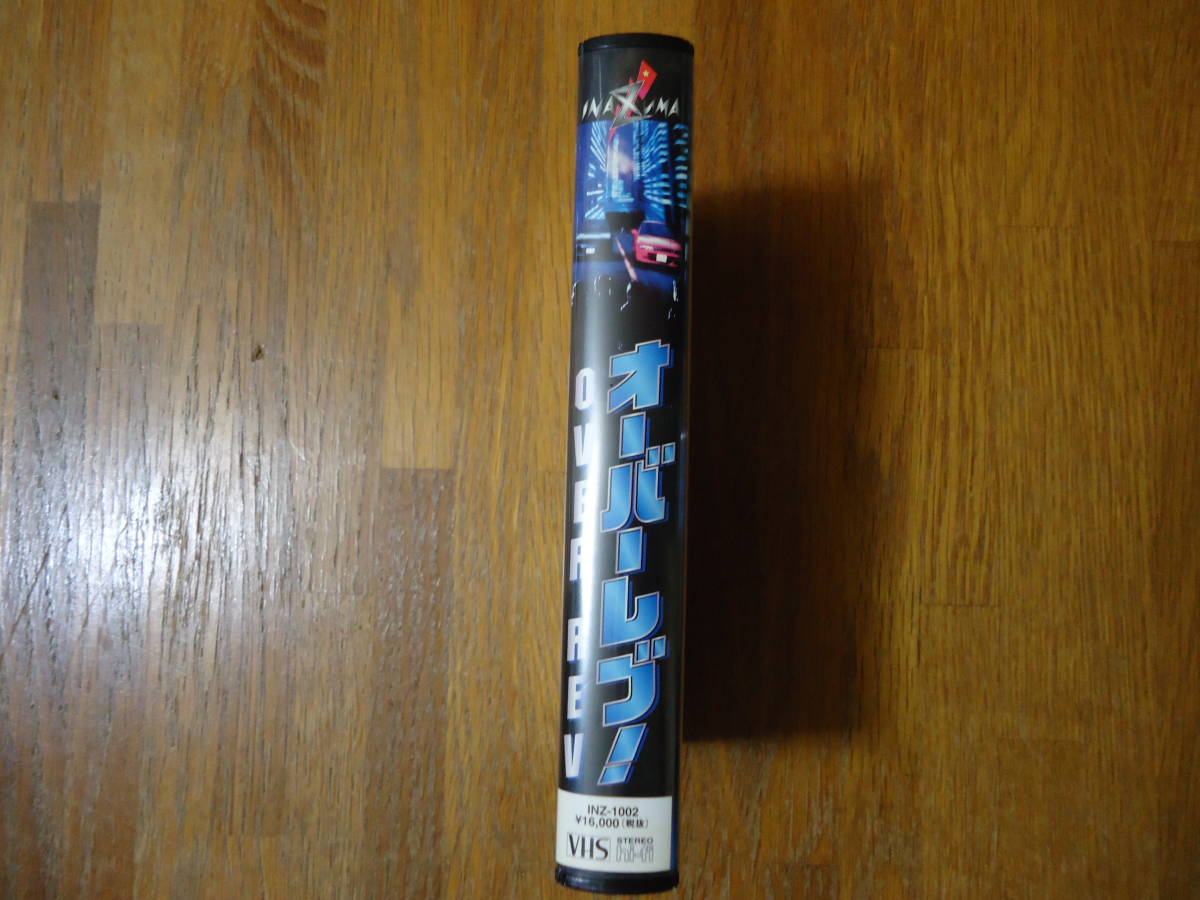 INAZUMA
オーバーレブ!
OVER REV
INZ-1002
¥16,000[税抜]
VHS
STEREO
hi-fi